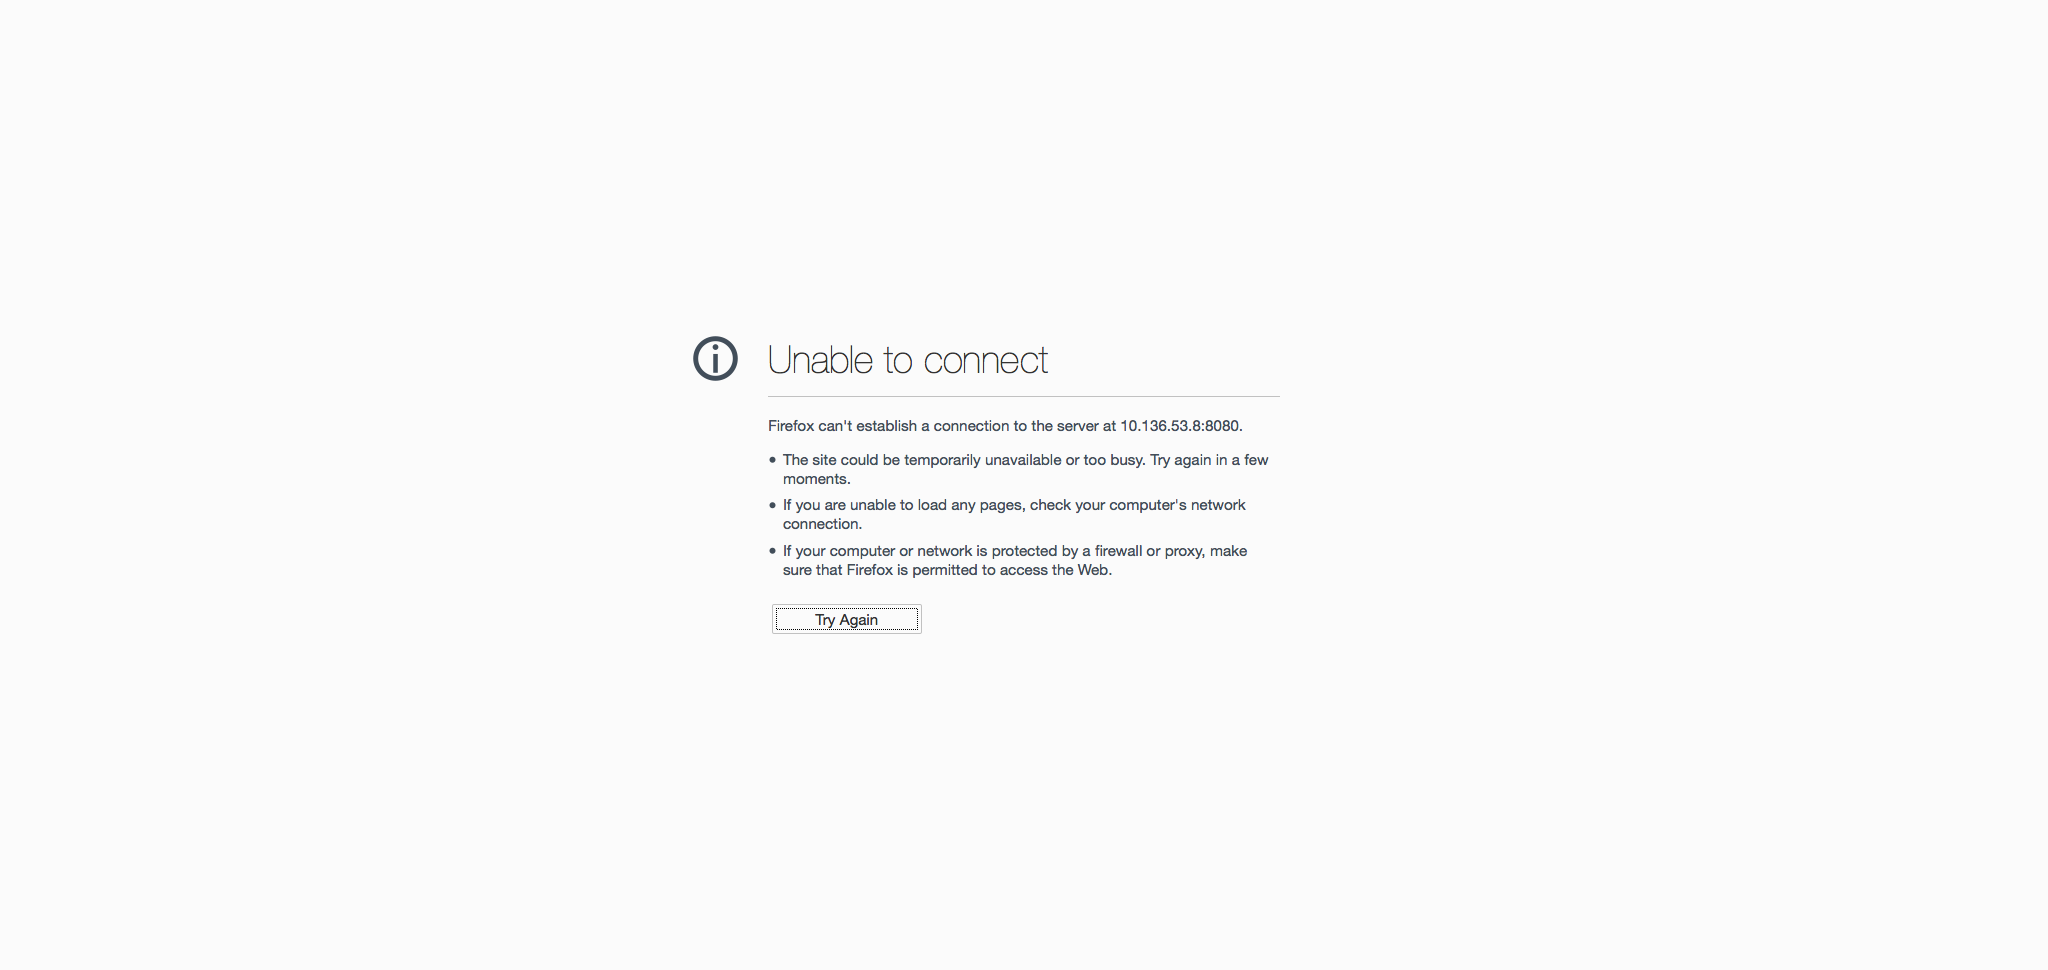 Unable to connect
Firefox can't establish a connection to the server at 10.136.53.8:8080.
• The site could be temporarily unavailable or too busy. Try again in a few
moments.
• If you are unable to load any pages, check your computer's network
connection.
• If your computer or network is protected by a firewall or proxy, make
sure that Firefox is permitted to access the Web.
Try Again